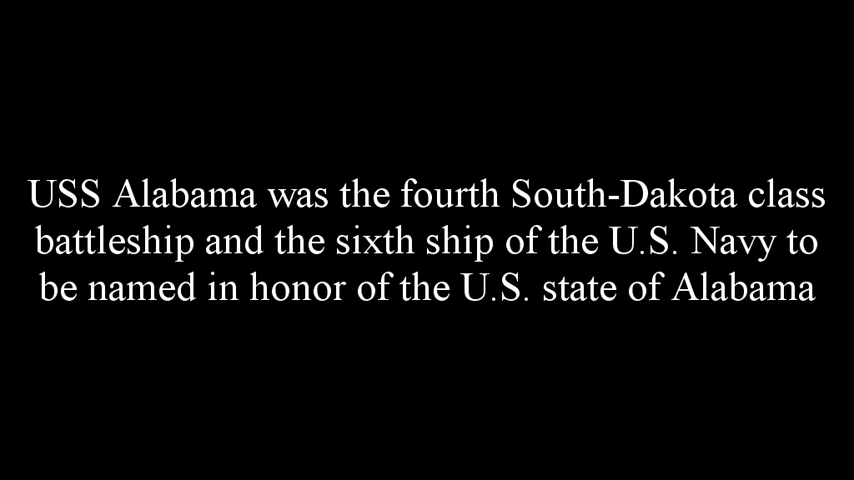 USS Alabama was the fourth South-Dakota class
battleship and the sixth ship of the U.S. Navy to
be named in honor of the U.S. state of Alabama